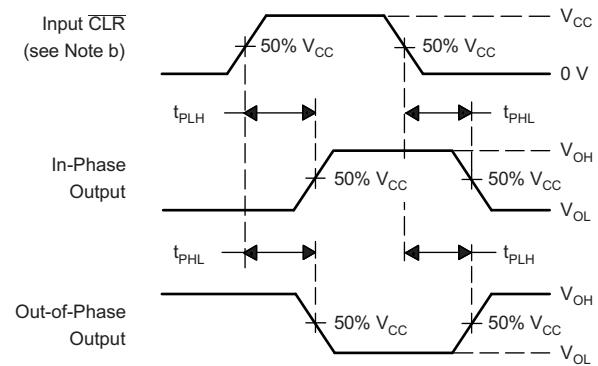 Input CLR
(see Note b)
50% VCC
50% VCC
VCC
0 V
tPLH
tPHL
In-Phase
Output
50% VCC
50% VCC
VOH
VOL
tPHL
tPLH
Out-of-Phase
Output
50% VCC
50% VCC
VOH
VOL